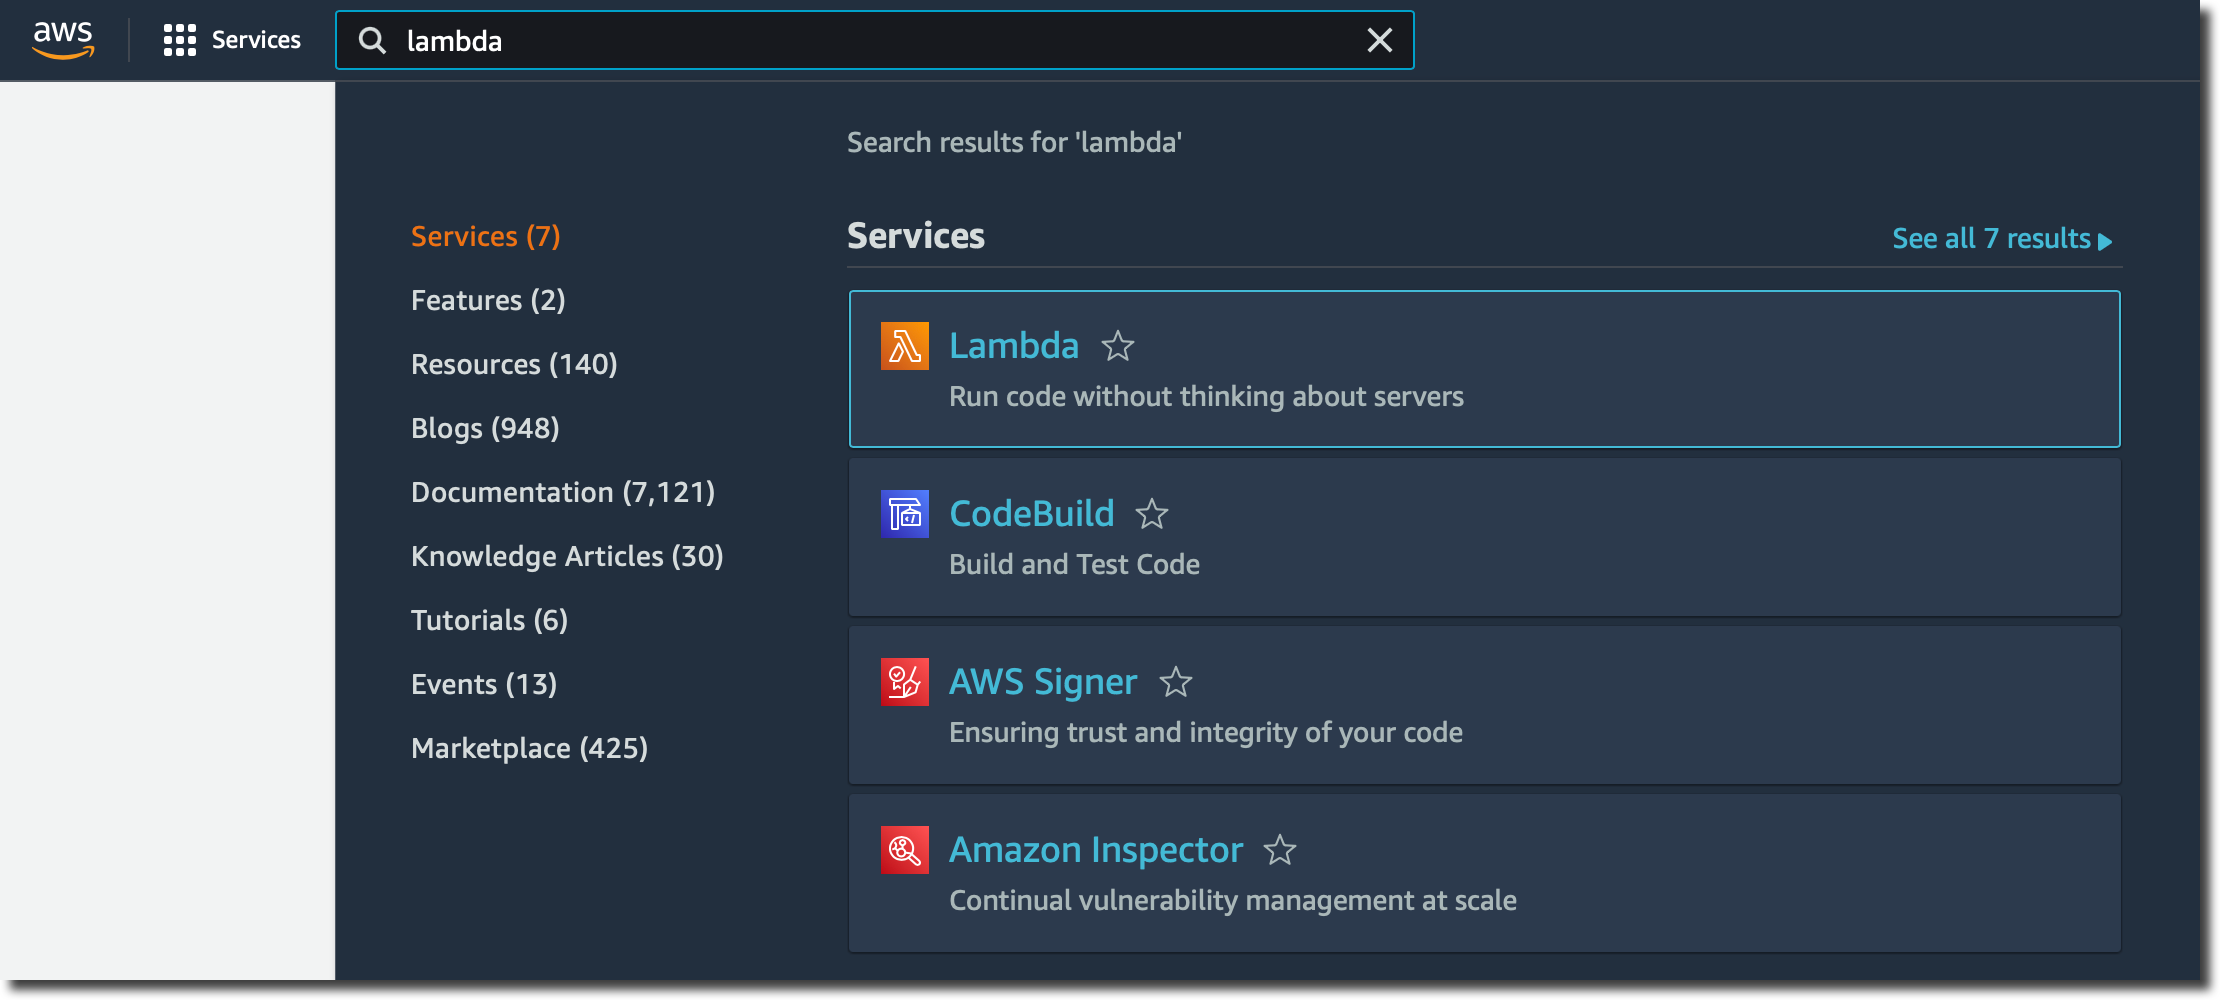 aws
Services
lambda
Search results for 'lambda'
Services (7)
Features (2)
Resources (140)
Blogs (948)
Documentation (7,121)
Knowledge Articles (30)
Tutorials (6)
Events (13)
Marketplace (425)
Services
See all 7 results
Lambda
Run code without thinking about servers
CodeBuild
Build and Test Code
AWS Signer
Ensuring trust and integrity of your code
Amazon Inspector
Continual vulnerability management at scale